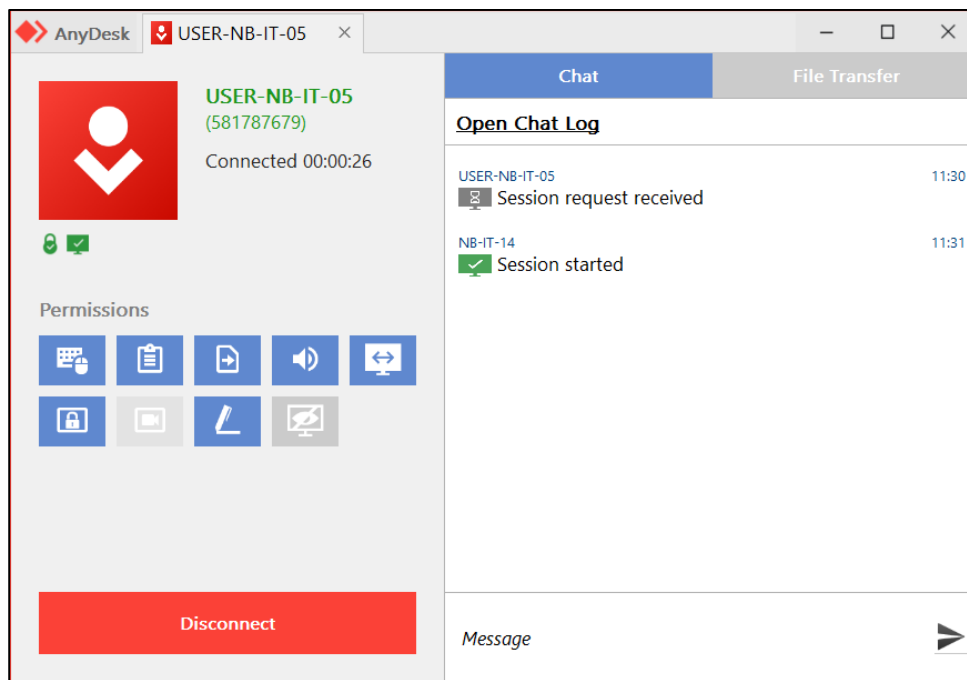 AnyDesk
USER-NB-IT-05
USER-NB-IT-05
(581787679)
Connected 00:00:26
Permissions
Disconnect
Chat
File Transfer
Open Chat Log
USER-NB-IT-05 11:30
Session request received
NB-IT-14 11:31
Session started
Message